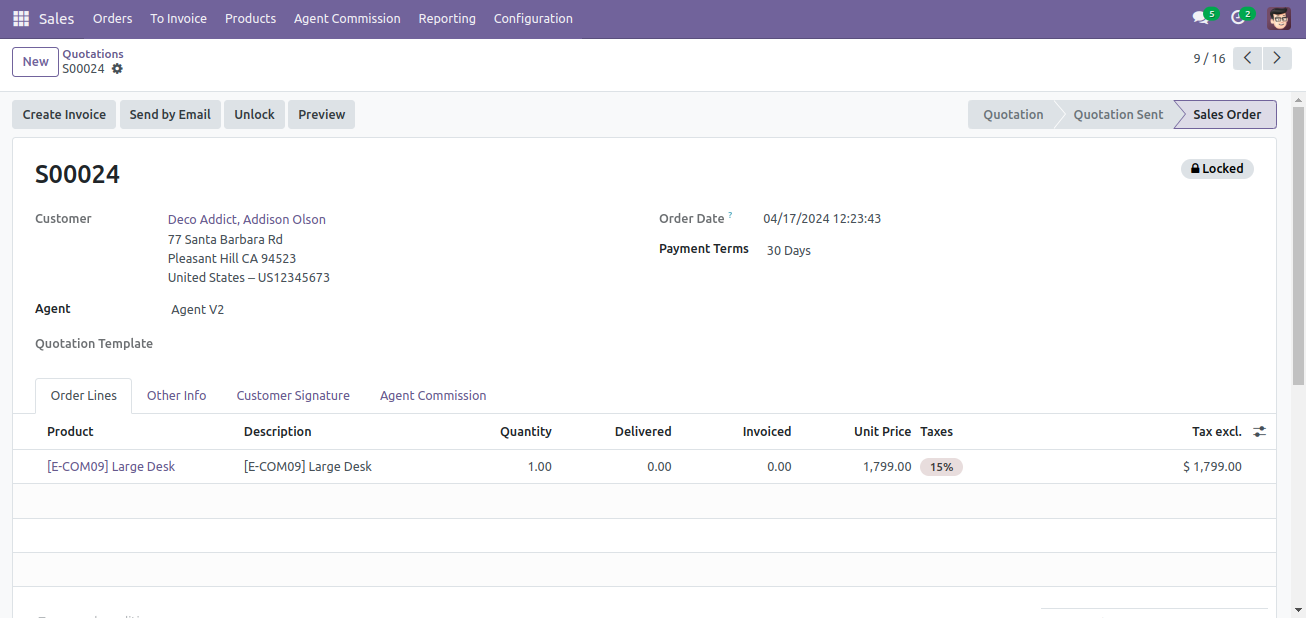 Sales Orders To Invoice Products Agent Commission Reporting Configuration 5 2
New Quotations 9 / 16
S00024
Create Invoice Send by Email Unlock Preview Quotation Quotation Sent Sales Order
S00024 Locked
Customer Deco Addict, Addison Olson Order Date ? 04/17/2024 12:23:43
77 Santa Barbara Rd
Pleasant Hill CA 94523 Payment Terms 30 Days
United States – US12345673
Agent Agent V2
Quotation Template
Order Lines Other Info Customer Signature Agent Commission
Product Description Quantity Delivered Invoiced Unit Price Taxes Tax excl.
[E-COM09] Large Desk [E-COM09] Large Desk 1.00 0.00 0.00 1,799.00 15% $ 1,799.00